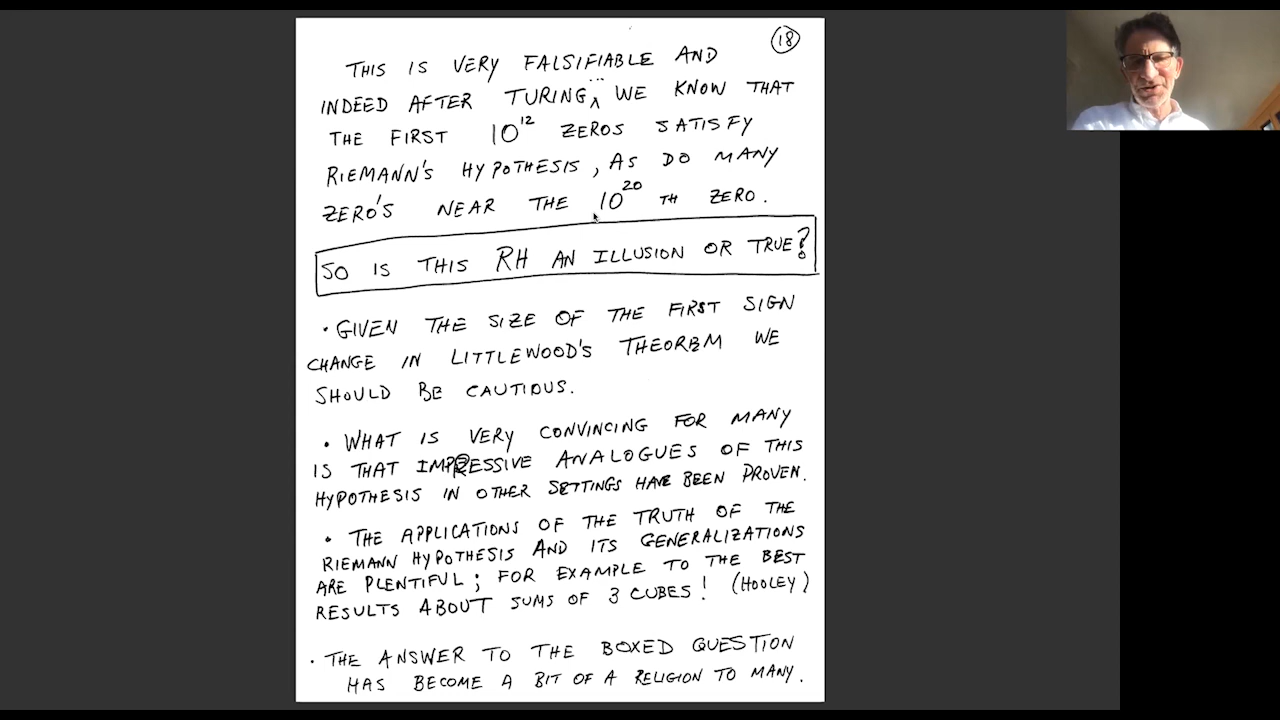 18
THIS IS VERY FALSIFIABLE AND
INDEED AFTER TURING,... WE KNOW THAT
THE FIRST 10^12 ZEROS SATISFY
RIEMANN'S HYPOTHESIS, AS DO MANY
ZERO'S NEAR THE 10^20 TH ZERO.
SO IS THIS RH AN ILLUSION OR TRUE?
• GIVEN THE SIZE OF THE FIRST SIGN
CHANGE IN LITTLEWOOD'S THEOREM WE
SHOULD BE CAUTIOUS.
• WHAT IS VERY CONVINCING FOR MANY
IS THAT IMPRESSIVE ANALOGUES OF THIS
HYPOTHESIS IN OTHER SETTINGS HAVE BEEN PROVEN.
• THE APPLICATIONS OF THE TRUTH OF THE
RIEMANN HYPOTHESIS AND ITS GENERALIZATIONS
ARE PLENTIFUL; FOR EXAMPLE TO THE BEST
RESULTS ABOUT SUMS OF 3 CUBES! (HOOLEY)
• THE ANSWER TO THE BOXED QUESTION
HAS BECOME A BIT OF A RELIGION TO MANY.